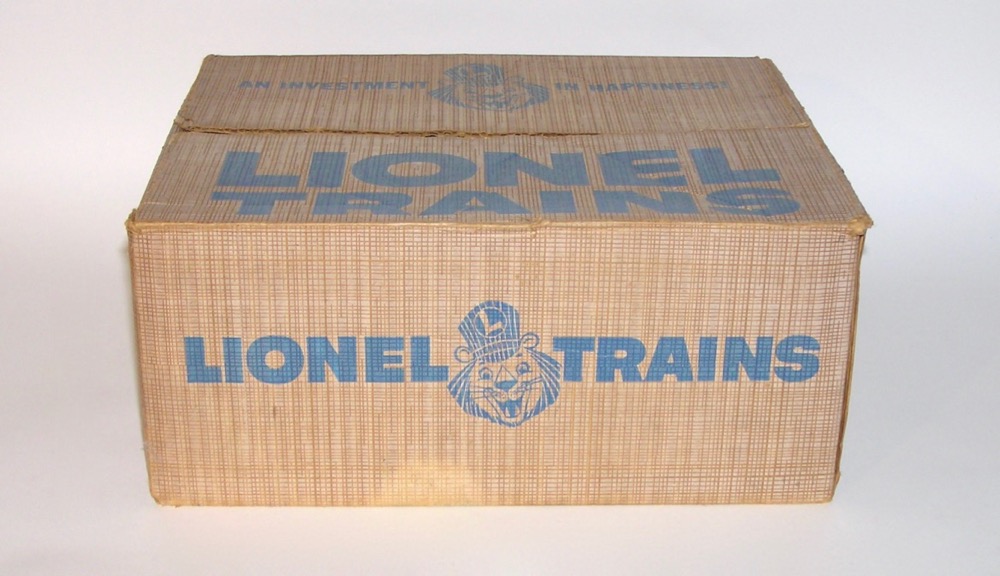 AN INVESTMENT IN HAPPINESS!
LIONEL
TRAINS
L
LIONEL TRAINS